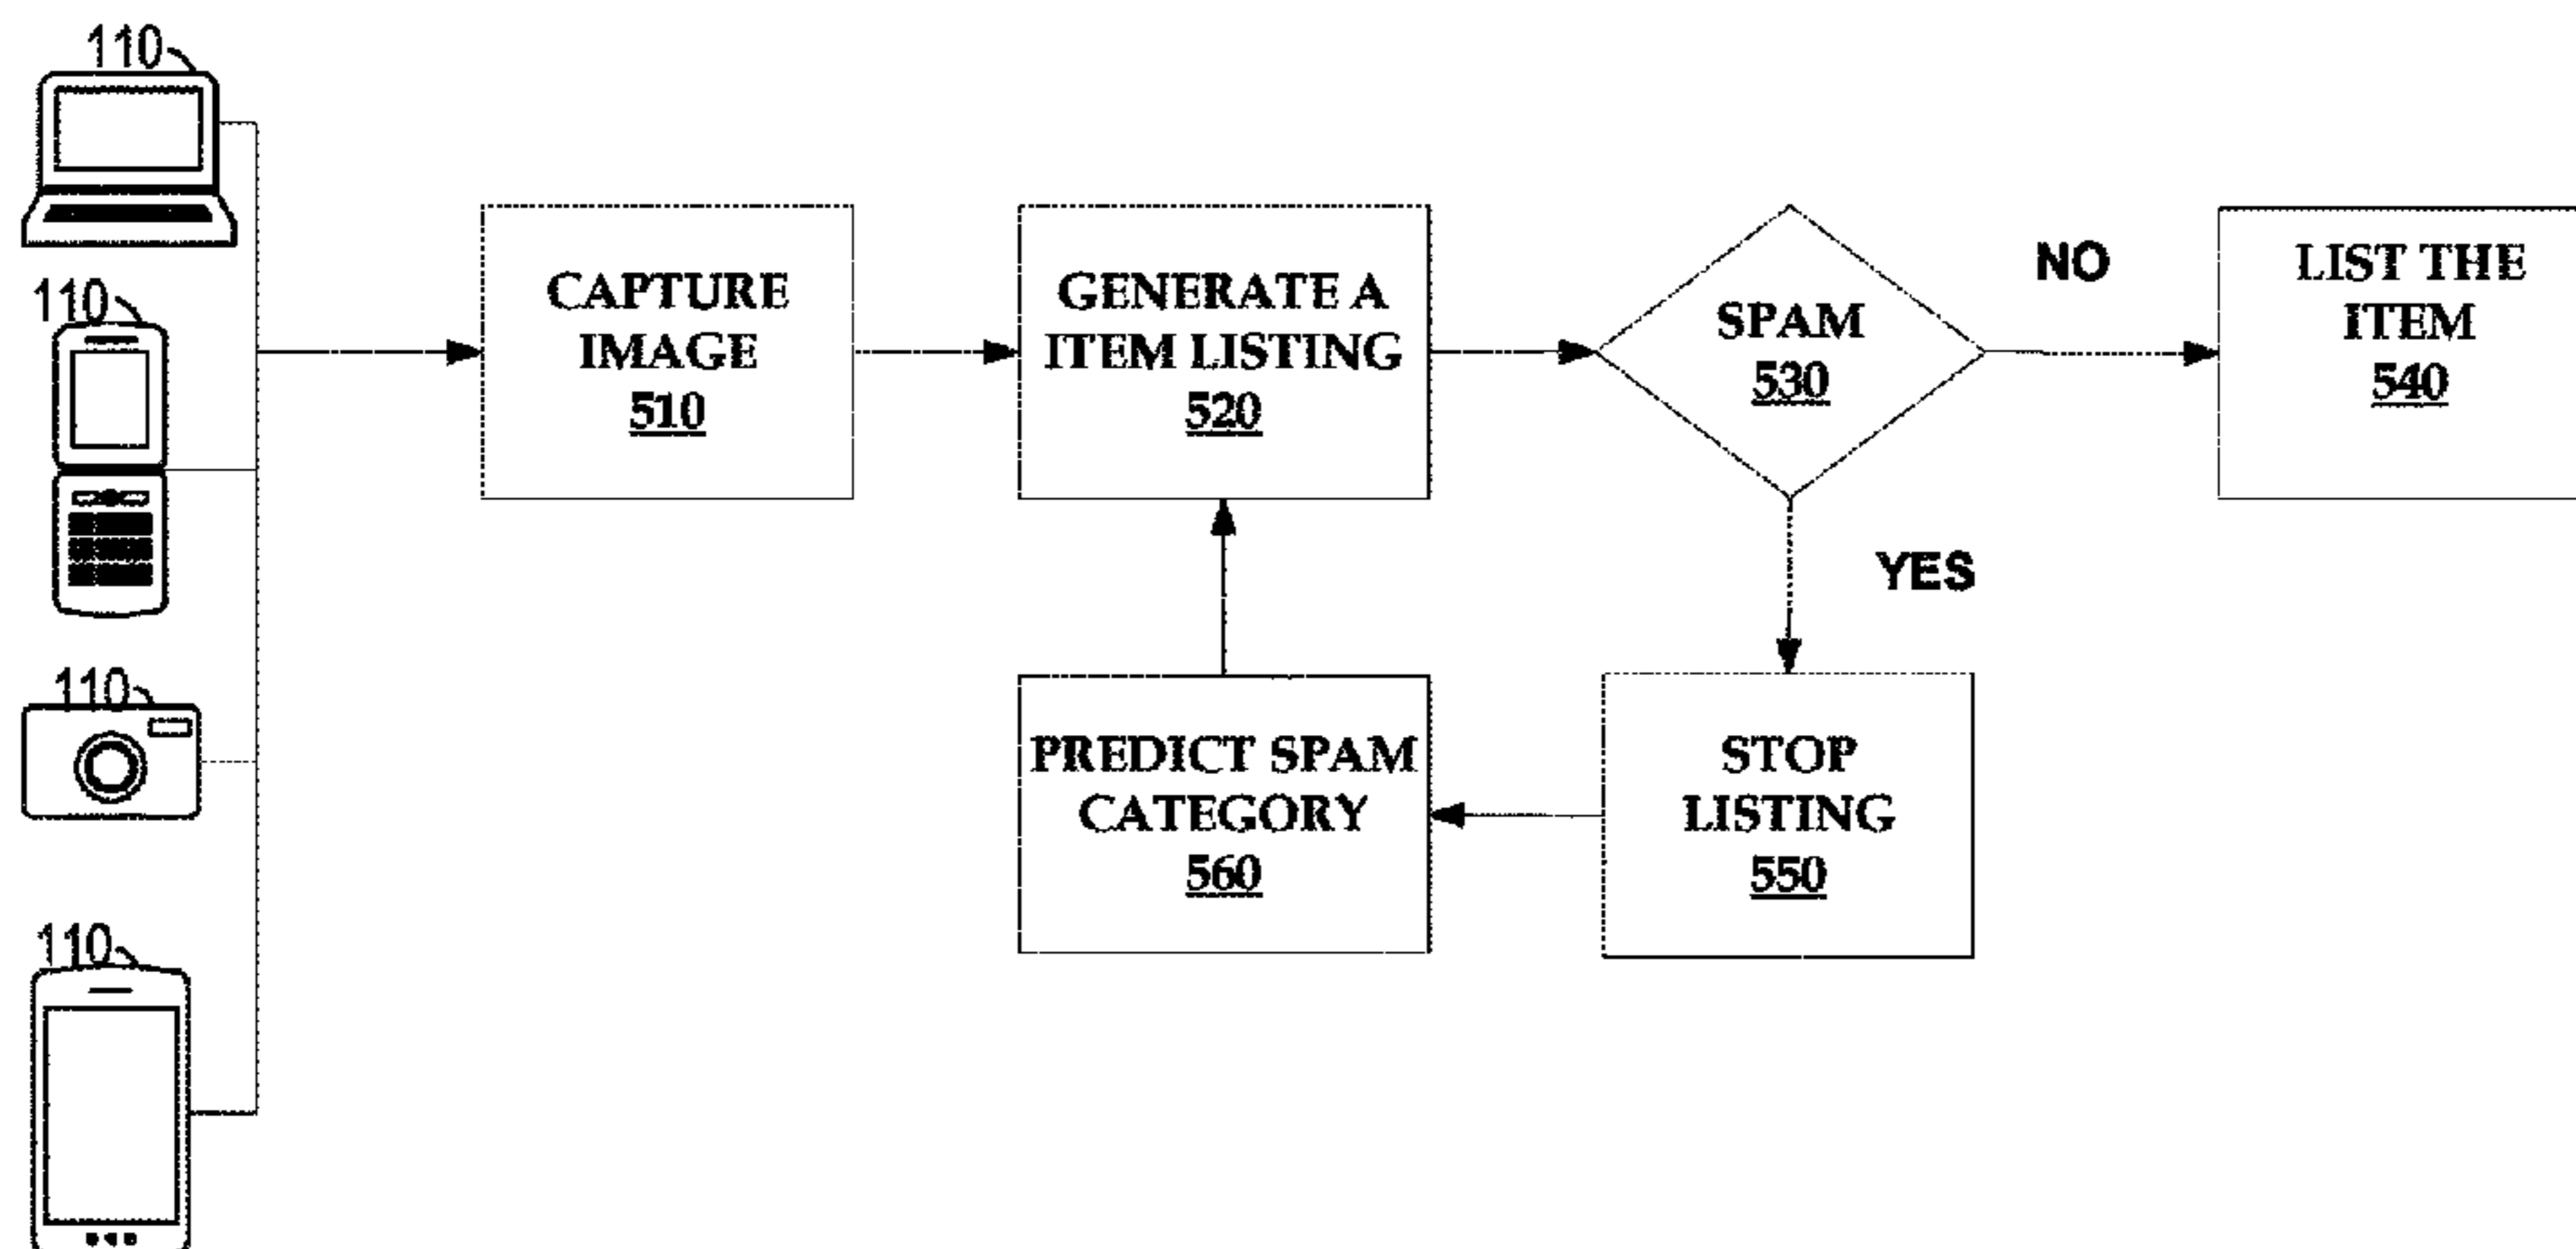 110
110
110
110
CAPTURE
IMAGE
510
GENERATE A
ITEM LISTING
520
SPAM
530
NO
LIST THE
ITEM
540
YES
STOP
LISTING
550
PREDICT SPAM
CATEGORY
560